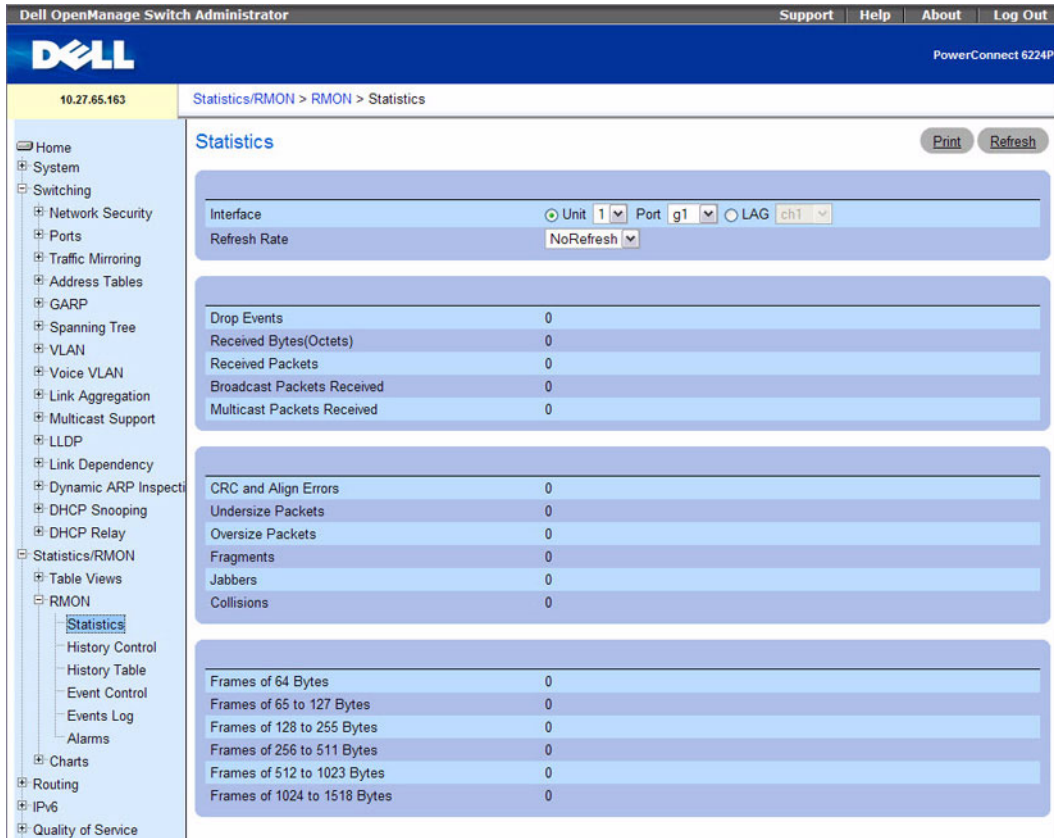 Dell OpenManage Switch Administrator
Support Help About Log Out
DELL
PowerConnect 6224P
10.27.65.163
Statistics/RMON > RMON > Statistics
Home
System
Switching
Network Security
Ports
Traffic Mirroring
Address Tables
GARP
Spanning Tree
VLAN
Voice VLAN
Link Aggregation
Multicast Support
LLDP
Link Dependency
Dynamic ARP Inspecti
DHCP Snooping
DHCP Relay
Statistics/RMON
Table Views
RMON
Statistics
History Control
History Table
Event Control
Events Log
Alarms
Charts
Routing
IPv6
Quality of Service
Statistics
Print Refresh
Interface Unit 1 Port g1 LAG ch1
Refresh Rate NoRefresh
Drop Events 0
Received Bytes(Octets) 0
Received Packets 0
Broadcast Packets Received 0
Multicast Packets Received 0
CRC and Align Errors 0
Undersize Packets 0
Oversize Packets 0
Fragments 0
Jabbers 0
Collisions 0
Frames of 64 Bytes 0
Frames of 65 to 127 Bytes 0
Frames of 128 to 255 Bytes 0
Frames of 256 to 511 Bytes 0
Frames of 512 to 1023 Bytes 0
Frames of 1024 to 1518 Bytes 0